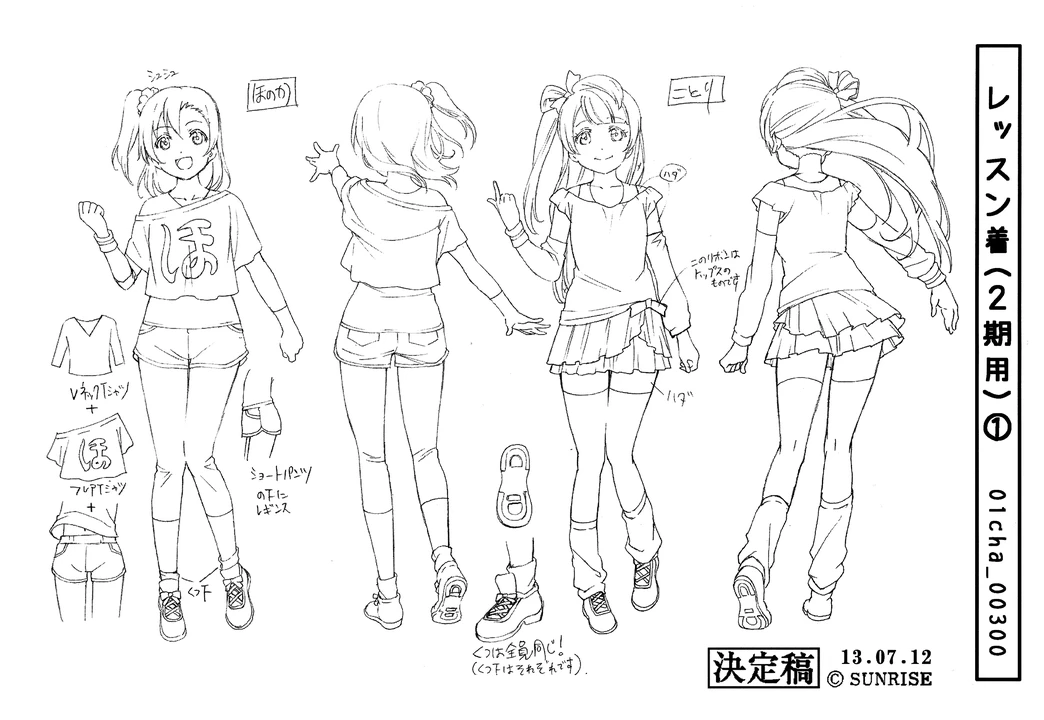 シュシュ
ほのか
ことり
ハダ
ほ
このリボンは
トップスの
ものです
VネックTシャツ
+
ほ
フレアTシャツ
+
ショートパンツ
の下に
レギンス
ハダ
くつ下
くつは全員同じ!
(くつ下はそれぞれです).
レッスン着(2期用)① 01cha_00300
決定稿
13.07.12
© SUNRISE